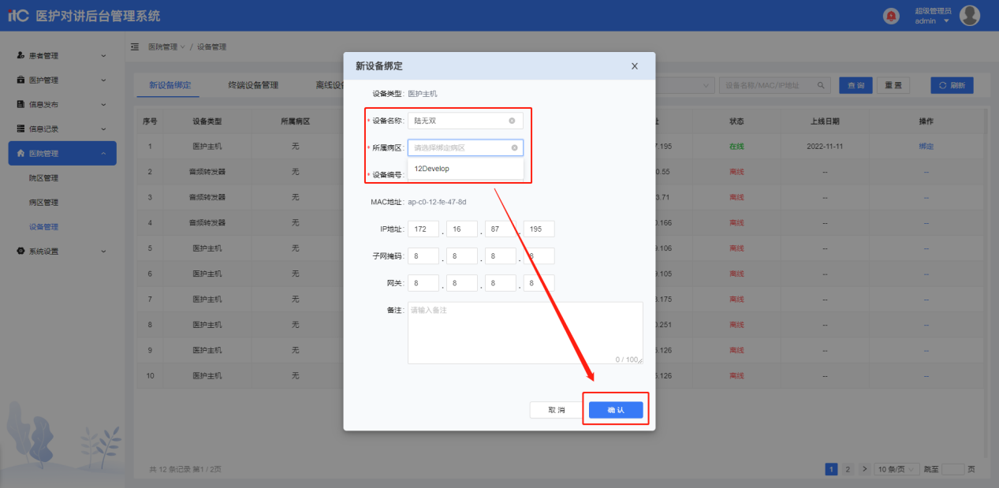 itC 医护对讲后台管理系统
超级管理员
admin
患者管理
医护管理
信息发布
信息记录
医院管理
院区管理
病区管理
设备管理
系统设置
医院管理 / 设备管理
新设备绑定 终端设备管理 离线设
设备名称/MAC/IP地址 查询 重置 刷新
序号 设备类型 所属病区 状态 上线日期 操作
1 医护主机 无 7.195 在线 2022-11-11 绑定
2 音频转发器 无 0.55 离线 -- --
3 音频转发器 无 3.71 离线 -- --
4 音频转发器 无 0.166 离线 -- --
5 医护主机 无 9.106 离线 -- --
6 医护主机 无 9.105 离线 -- --
7 医护主机 无 3.175 离线 -- --
8 医护主机 无 0.251 离线 -- --
9 医护主机 无 5.126 离线 -- --
10 医护主机 无 5.126 离线 -- --
共 12 条记录 第1 / 2页
1 2 > 10 条/页 跳至 页
新设备绑定 X
设备类型: 医护主机
* 设备名称: 陆无双
* 所属病区: 请选择绑定病区
12Develop
* 设备编号:
MAC地址: ap-c0-12-fe-47-8d
IP地址: 172 . 16 . 87 . 195
子网掩码: 8 . 8 . 8 . 8
网关: 8 . 8 . 8 . 8
备注: 请输入备注
0 / 100
取消 确认